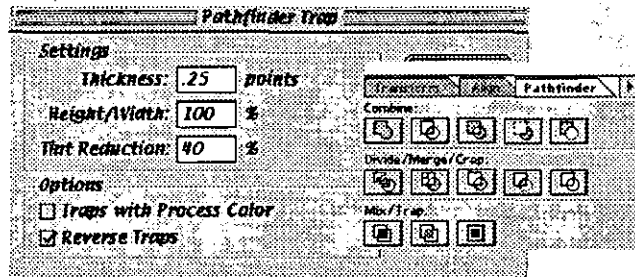 Pathfinder Trap
Settings
Thickness: .25 points
Height/Width: 100 %
Tint Reduction: 40 %
Options
Traps with Process Color
Reverse Traps
Transform Align Pathfinder
Combine:
Divide/Merge/Crop:
Mix/Trap: